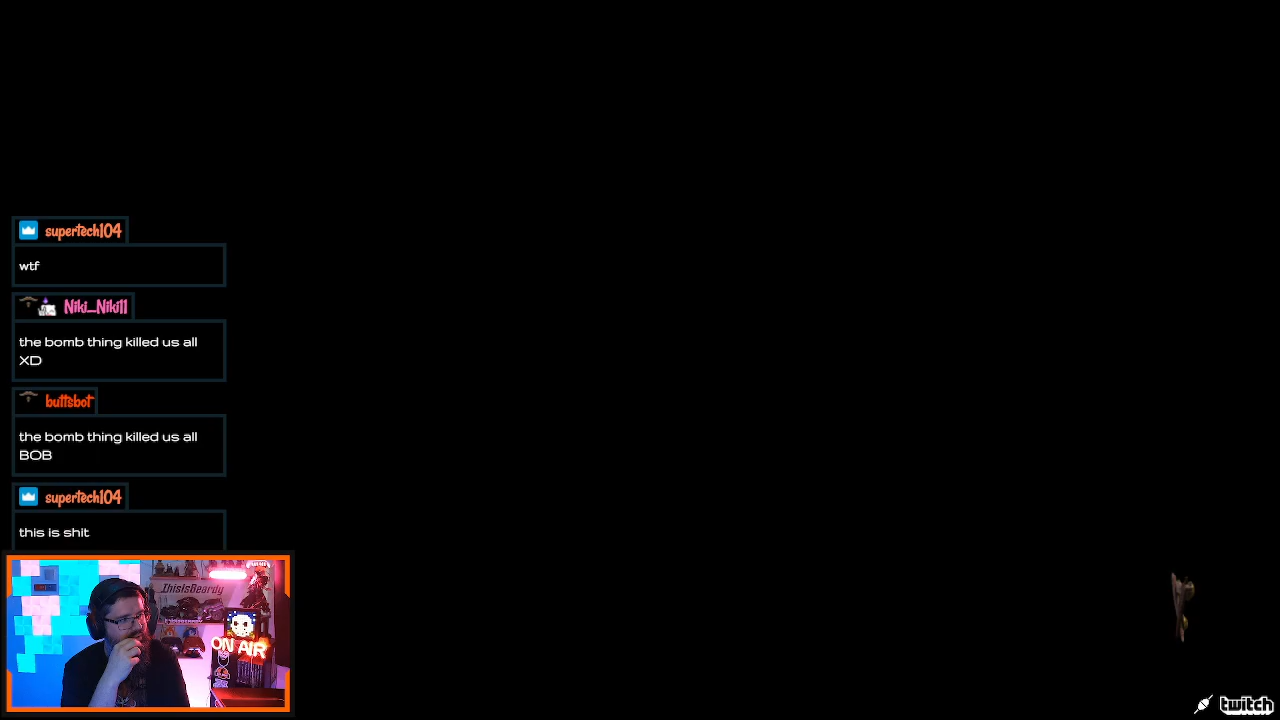 supertech104
wtf
Niki_Niki11
the bomb thing killed us all
XD
buttsbot
the bomb thing killed us all
BOB
supertech104
this is shit
ThisIsBeardy
ON AIR
twitch